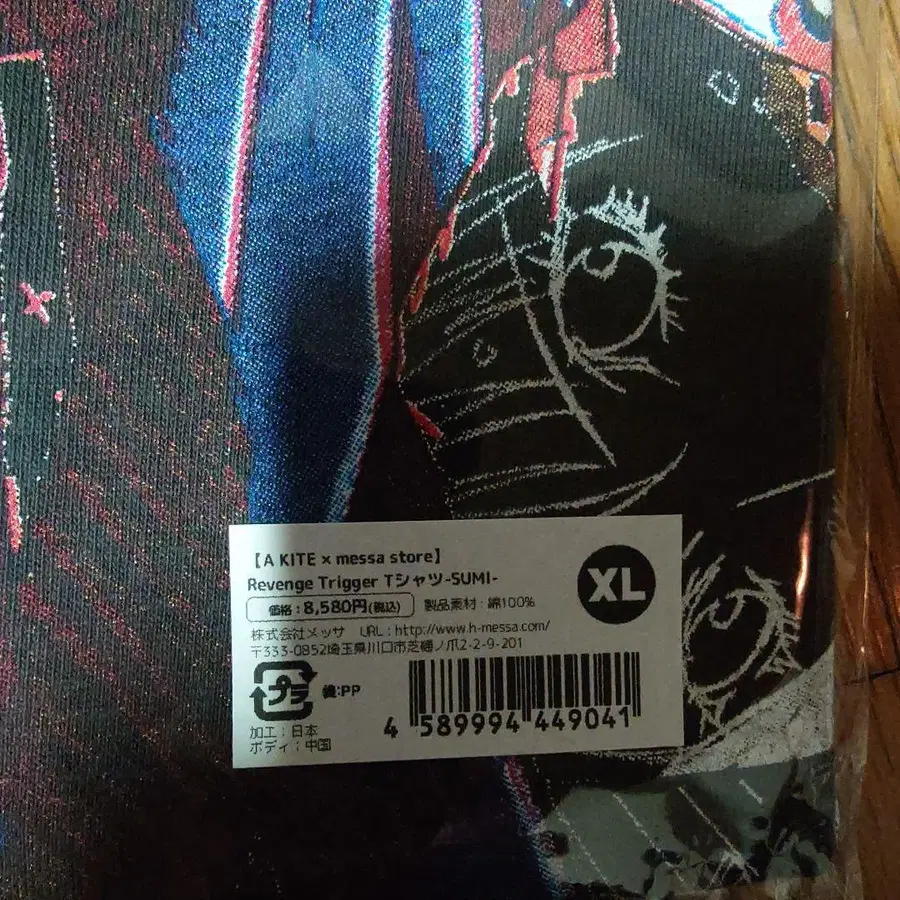 【A KITE × messa store】
Revenge Trigger Tシャツ-SUMI-
XL
価格：8,580円(税込) 製品素材：綿100%
株式会社メッサ URL：http://www.h-messa.com/
〒333-0852埼玉県川口市芝樋ノ爪2-2-9-201
プラ 袋:PP
加工：日本
ボディ：中国
4 589994 449041